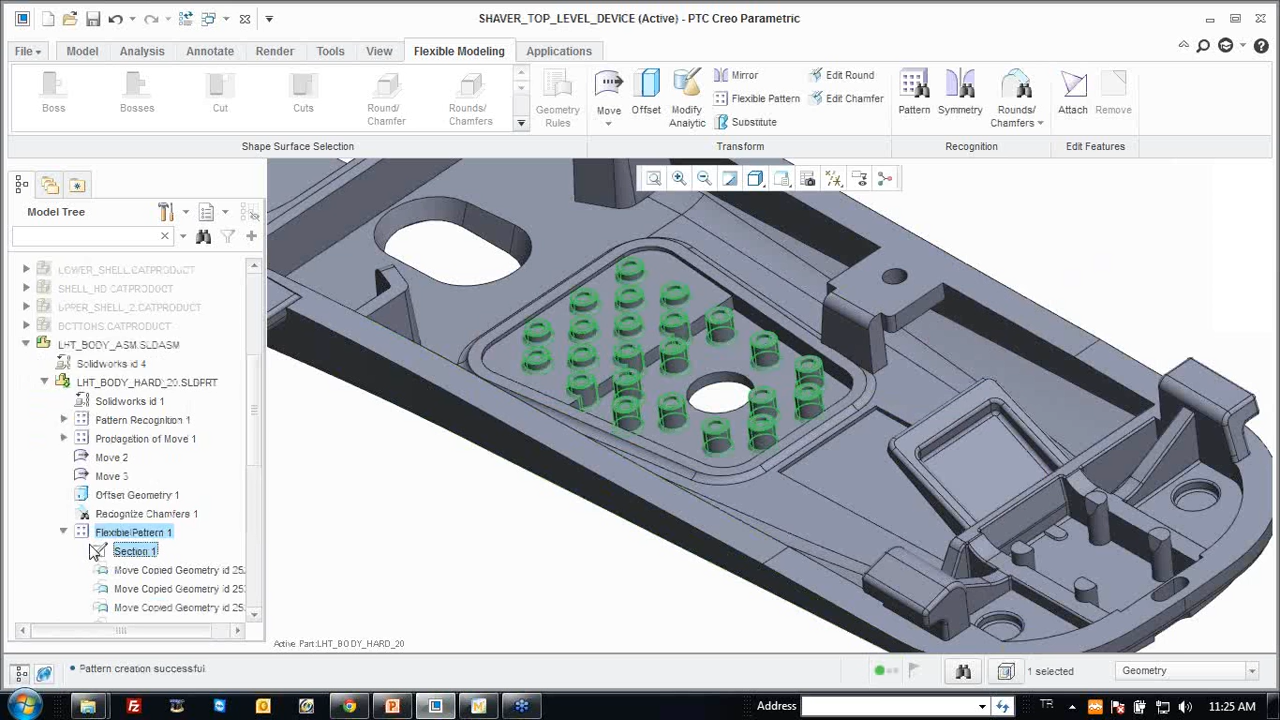 SHAVER_TOP_LEVEL_DEVICE (Active) - PTC Creo Parametric
File Model Analysis Annotate Render Tools View Flexible Modeling Applications
Boss Bosses Cut Cuts Round/ Chamfer Rounds/ Chamfers Geometry Rules
Move Offset Modify Analytic Mirror Flexible Pattern Substitute Edit Round Edit Chamfer
Pattern Symmetry Rounds/ Chamfers Attach Remove
Shape Surface Selection Transform Recognition Edit Features
Model Tree
LOWER_SHELL.CATPRODUCT
SHELL_HD.CATPRODUCT
UPPER_SHELL_2.CATPRODUCT
BOTTONS.CATPRODUCT
LHT_BODY_ASM.SLDASM
Solidworks id 4
LHT_BODY_HARD_20.SLDPRT
Solidworks id 1
Pattern Recognition 1
Propagation of Move 1
Move 2
Move 3
Offset Geometry 1
Recognize Chamfers 1
Flexible Pattern 1
Section 1
Move Copied Geometry id 25
Move Copied Geometry id 25
Move Copied Geometry id 25
Active Part:LHT_BODY_HARD_20
Pattern creation successful.
1 selected
Geometry
Address
TR
11:25 AM